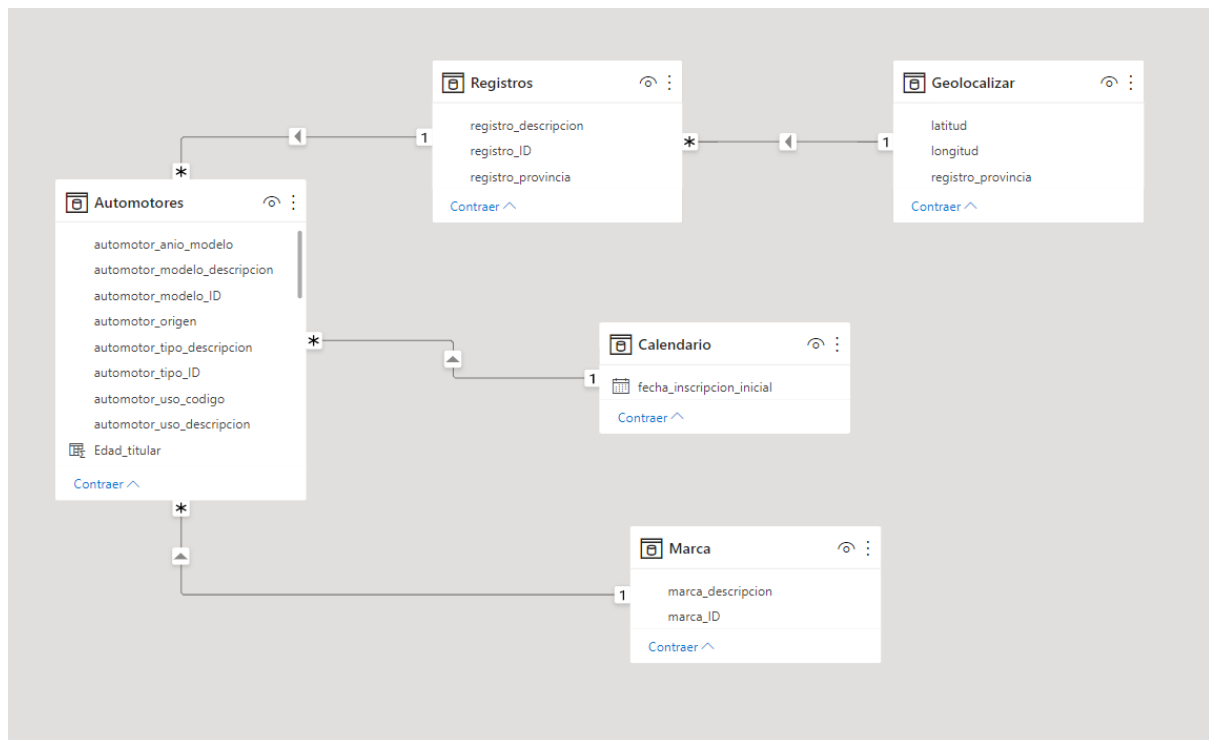 Registros
registro_descripcion
registro_ID
registro_provincia
Contraer
Geolocalizar
latitud
longitud
registro_provincia
Contraer
1
*
*
1
Automotores
automotor_anio_modelo
automotor_modelo_descripcion
automotor_modelo_ID
automotor_origen
automotor_tipo_descripcion
automotor_tipo_ID
automotor_uso_codigo
automotor_uso_descripcion
Edad_titular
Contraer
*
1
Calendario
fecha_inscripcion_inicial
Contraer
*
1
Marca
marca_descripcion
marca_ID
Contraer